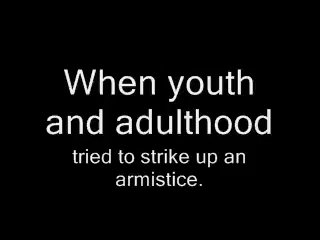 When youth
and adulthood
tried to strike up an
armistice.